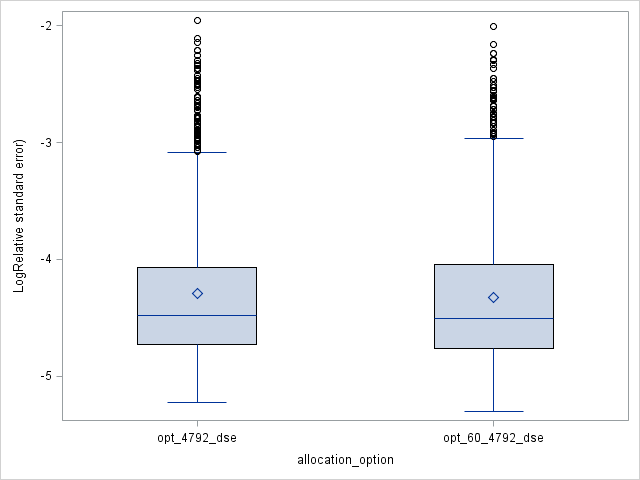 -2
-3
-4
-5
LogRelative standard error)
opt_4792_dse
opt_60_4792_dse
allocation_option